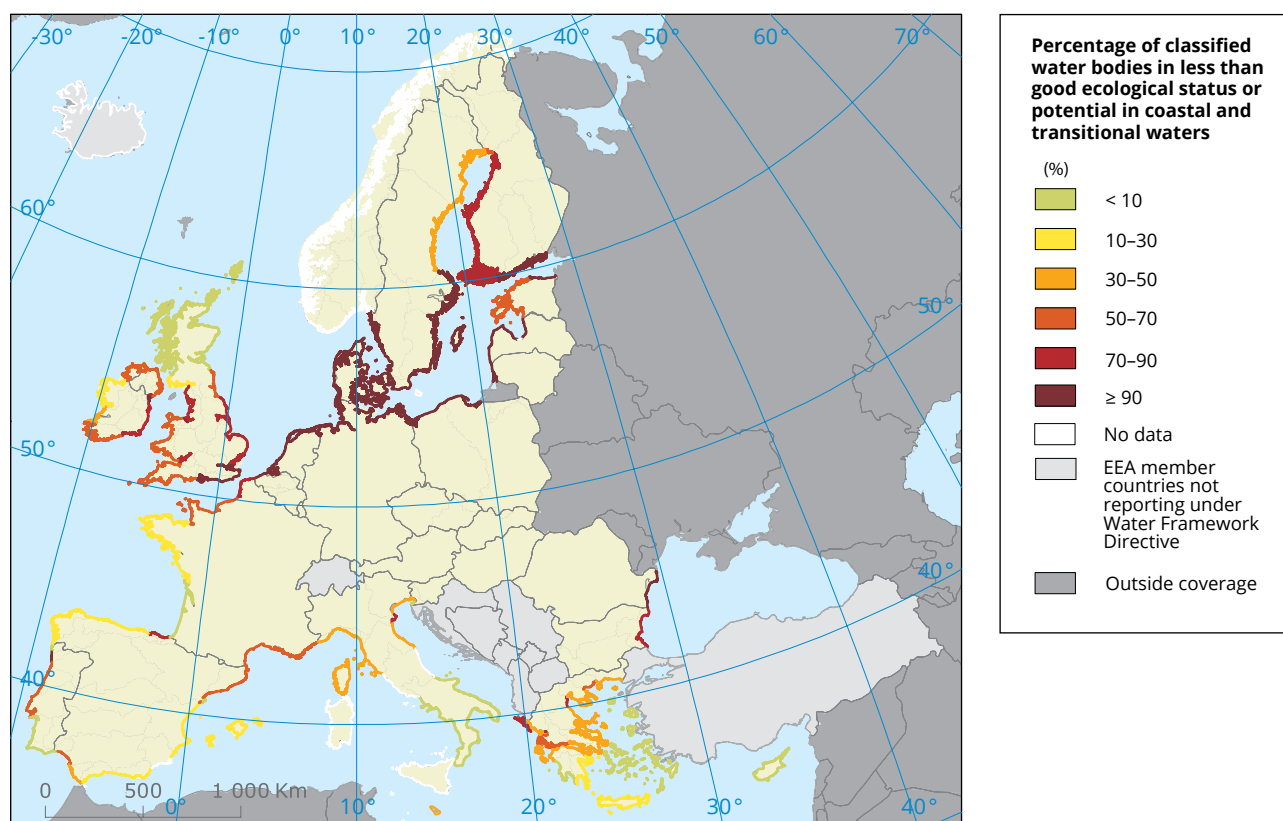 -30° -20° -10° 0° 10° 20° 30° 40° 50° 60° 70°
60°
50°
50°
40°
40°
0 500 1 000 Km
0° 10° 20° 30° 40°
Percentage of classified
water bodies in less than
good ecological status or
potential in coastal and
transitional waters
(%)
< 10
10–30
30–50
50–70
70–90
≥ 90
No data
EEA member
countries not
reporting under
Water Framework
Directive
Outside coverage